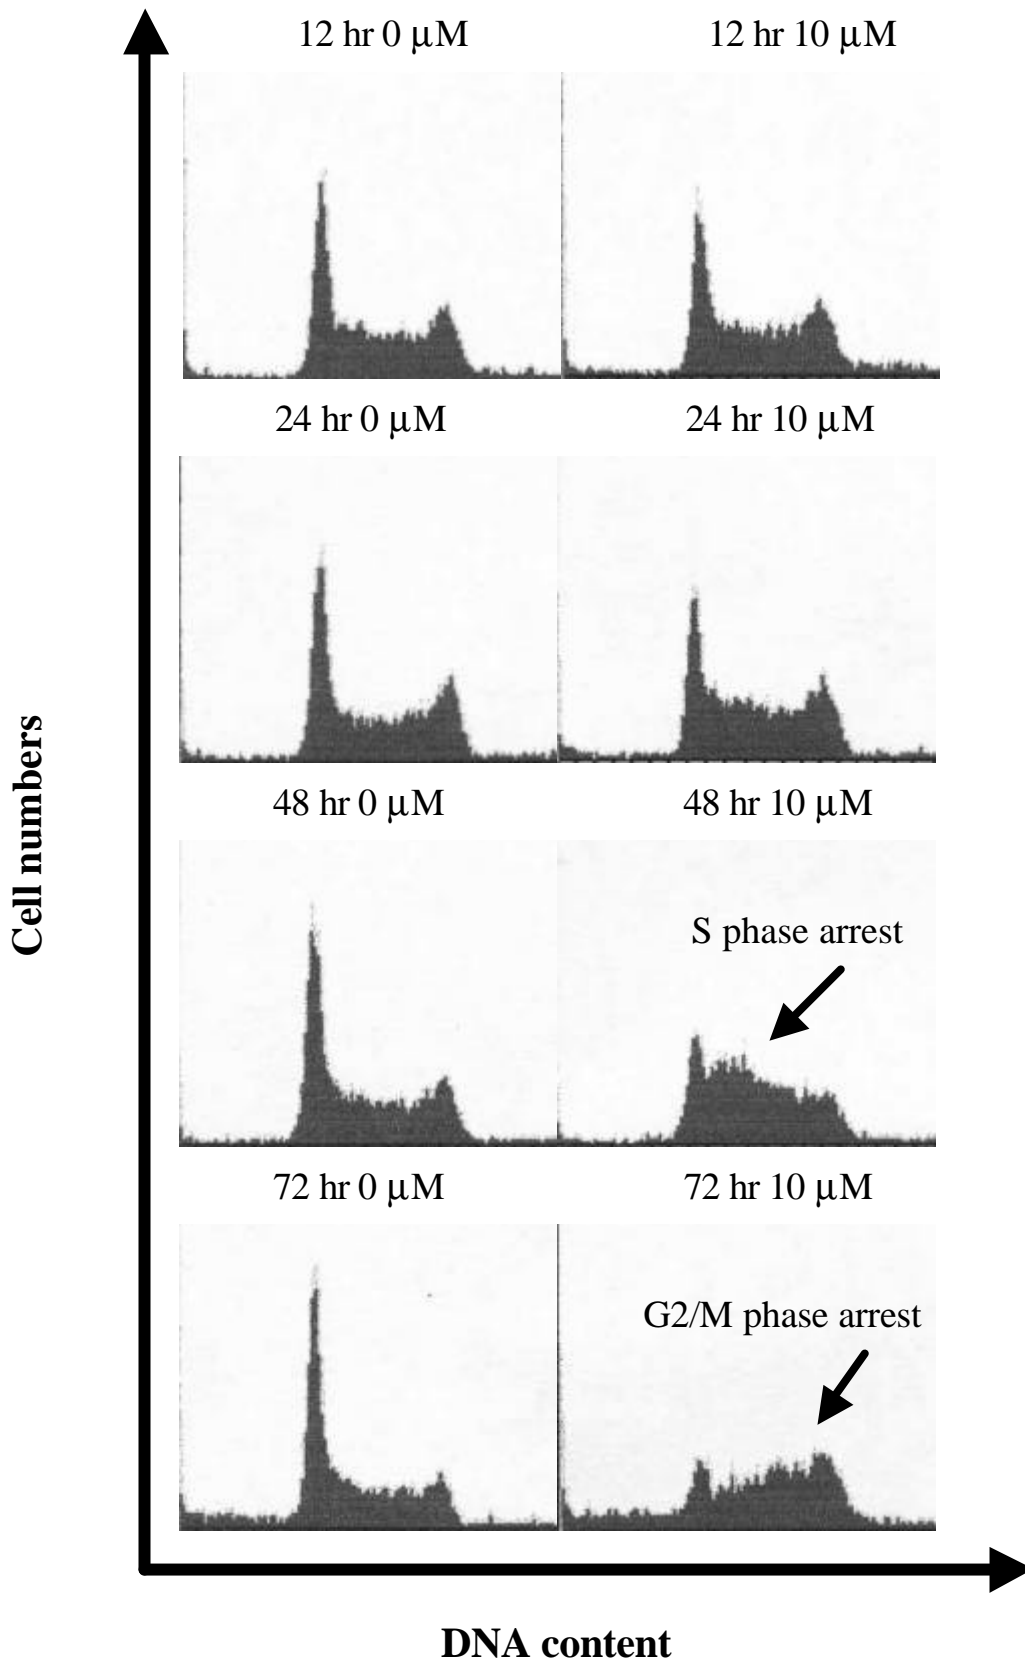 12 hr 0 μM
12 hr 10 μM
24 hr 0 μM
24 hr 10 μM
48 hr 0 μM
48 hr 10 μM
S phase arrest
72 hr 0 μM
72 hr 10 μM
G2/M phase arrest
Cell numbers
DNA content